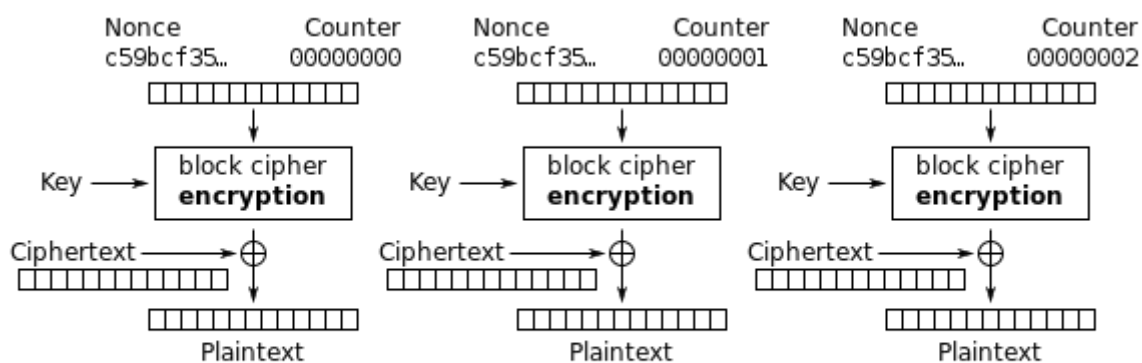 Nonce Counter Nonce Counter Nonce Counter
c59bcf35… 00000000 c59bcf35… 00000001 c59bcf35… 00000002
block cipher block cipher block cipher
Key encryption Key encryption Key encryption
Ciphertext Ciphertext Ciphertext
Plaintext Plaintext Plaintext